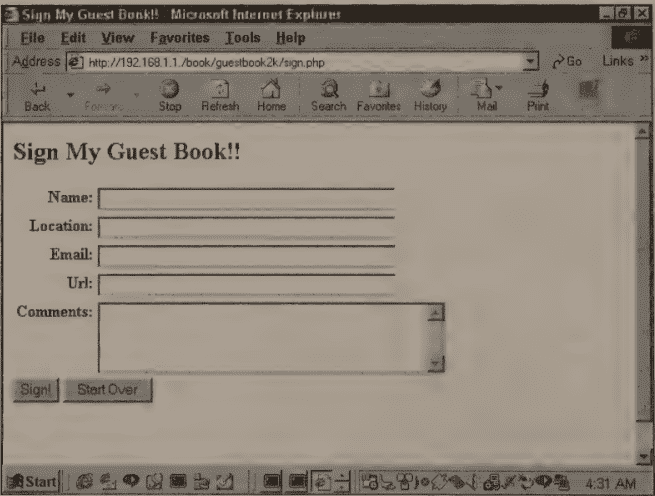 Sign My Guest Book!! - Microsoft Internet Explorer
File Edit View Favorites Tools Help
Address http://192.168.1.1./book/guestbook2k/sign.php Go Links »
Back Forward Stop Refresh Home Search Favorites History Mail Print
Sign My Guest Book!!
Name:
Location:
Email:
Url:
Comments:
Sign! Start Over
Start 4:31 AM